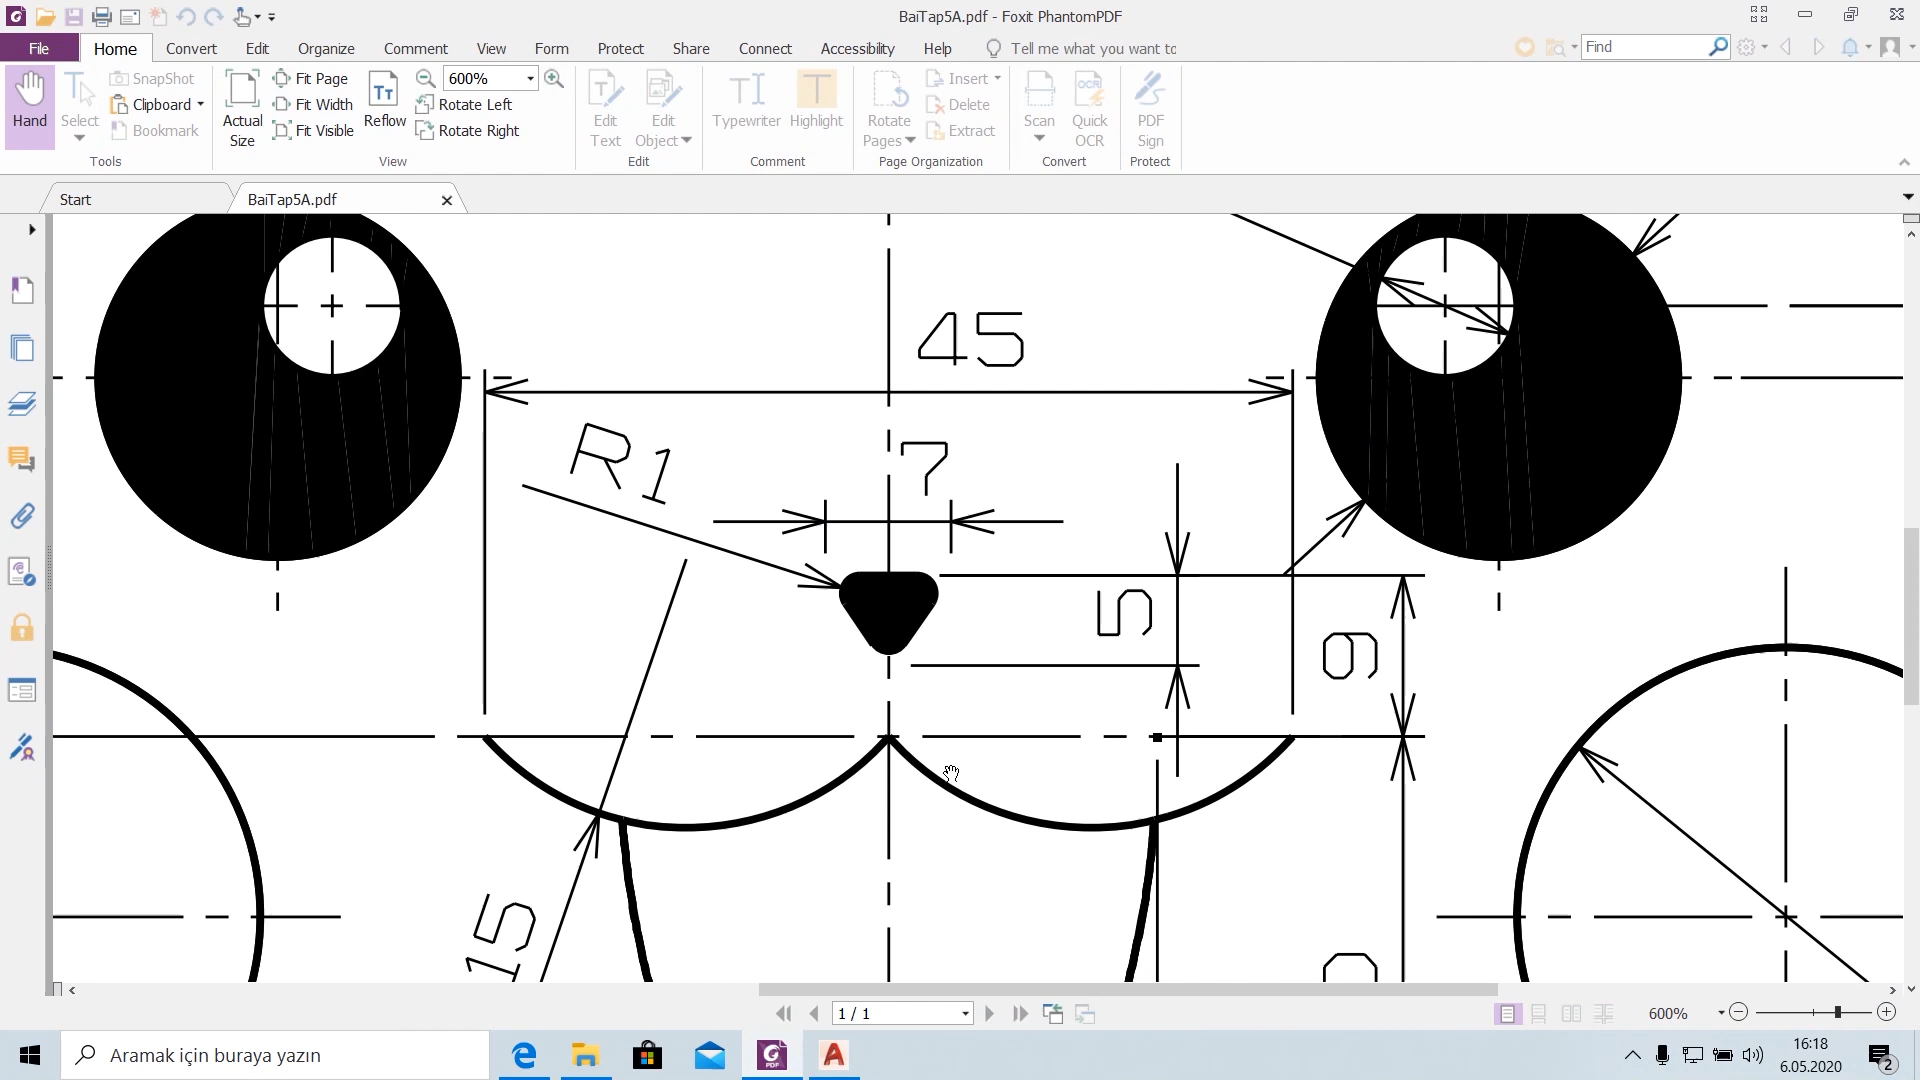 BaiTap5A.pdf - Foxit PhantomPDF
File
Home
Convert
Edit
Organize
Comment
View
Form
Protect
Share
Connect
Accessibility
Help
Tell me what you want to
Find
Hand
Select
SnapShot
Clipboard
Bookmark
Tools
Actual
Size
Fit Page
Fit Width
Fit Visible
Reflow
600%
Rotate Left
Rotate Right
View
Edit
Text
Edit
Object
Edit
Typewriter
Highlight
Comment
Rotate
Pages
Insert
Delete
Extract
Page Organization
Scan
Quick
OCR
Convert
PDF
Sign
Protect
Start
BaiTap5A.pdf
45
R1
7
5
9
15
1 / 1
600%
Aramak için buraya yazın
16:18
6.05.2020
2